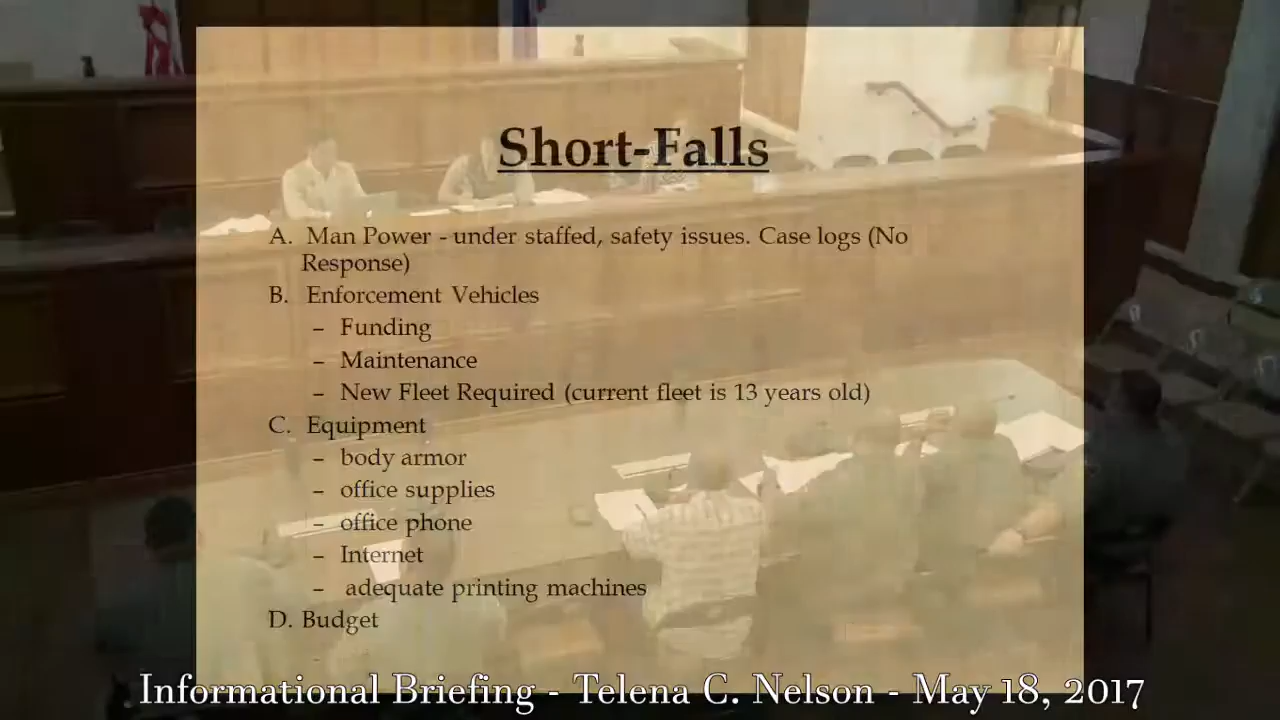 Short-Falls
A. Man Power - under staffed, safety issues. Case logs (No
Response)
B. Enforcement Vehicles
– Funding
– Maintenance
– New Fleet Required (current fleet is 13 years old)
C. Equipment
– body armor
– office supplies
– office phone
– Internet
– adequate printing machines
D. Budget
Informational Briefing - Telena C. Nelson - May 18, 2017